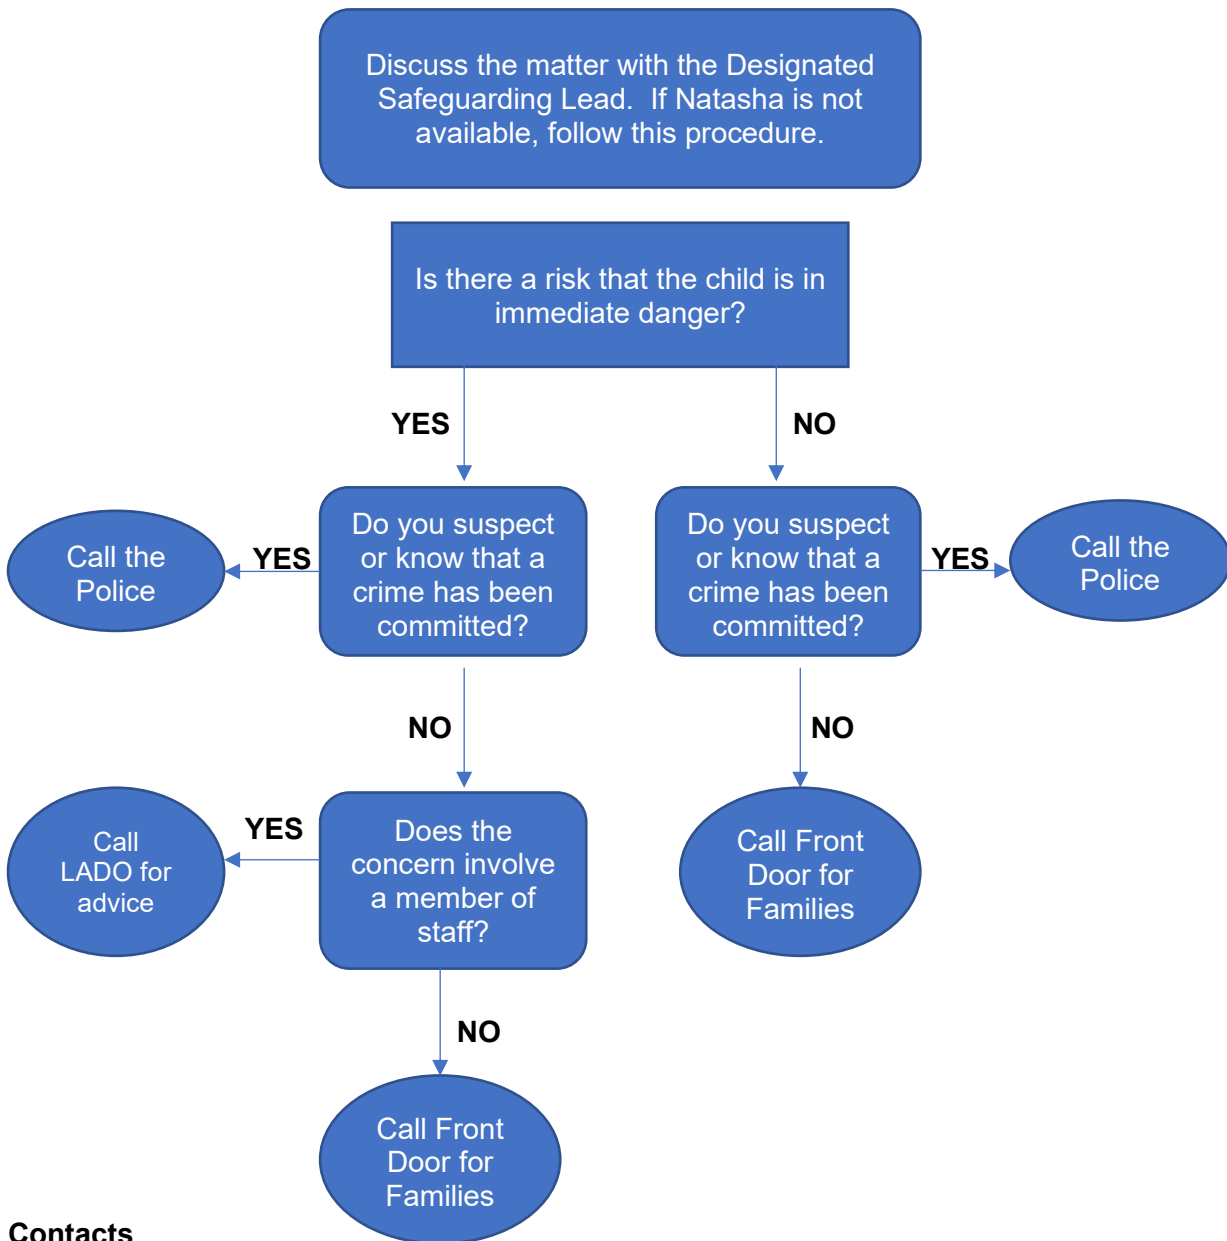 Discuss the matter with the Designated
Safeguarding Lead.  If Natasha is not
available, follow this procedure.
Is there a risk that the child is in
immediate danger?
YES
NO
Call the
Police
YES
Do you suspect
or know that a
crime has been
committed?
Do you suspect
or know that a
crime has been
committed?
YES
Call the
Police
NO
NO
Call
LADO for
advice
YES
Does the
concern involve
a member of
staff?
Call Front
Door for
Families
NO
Call Front
Door for
Families
Contacts